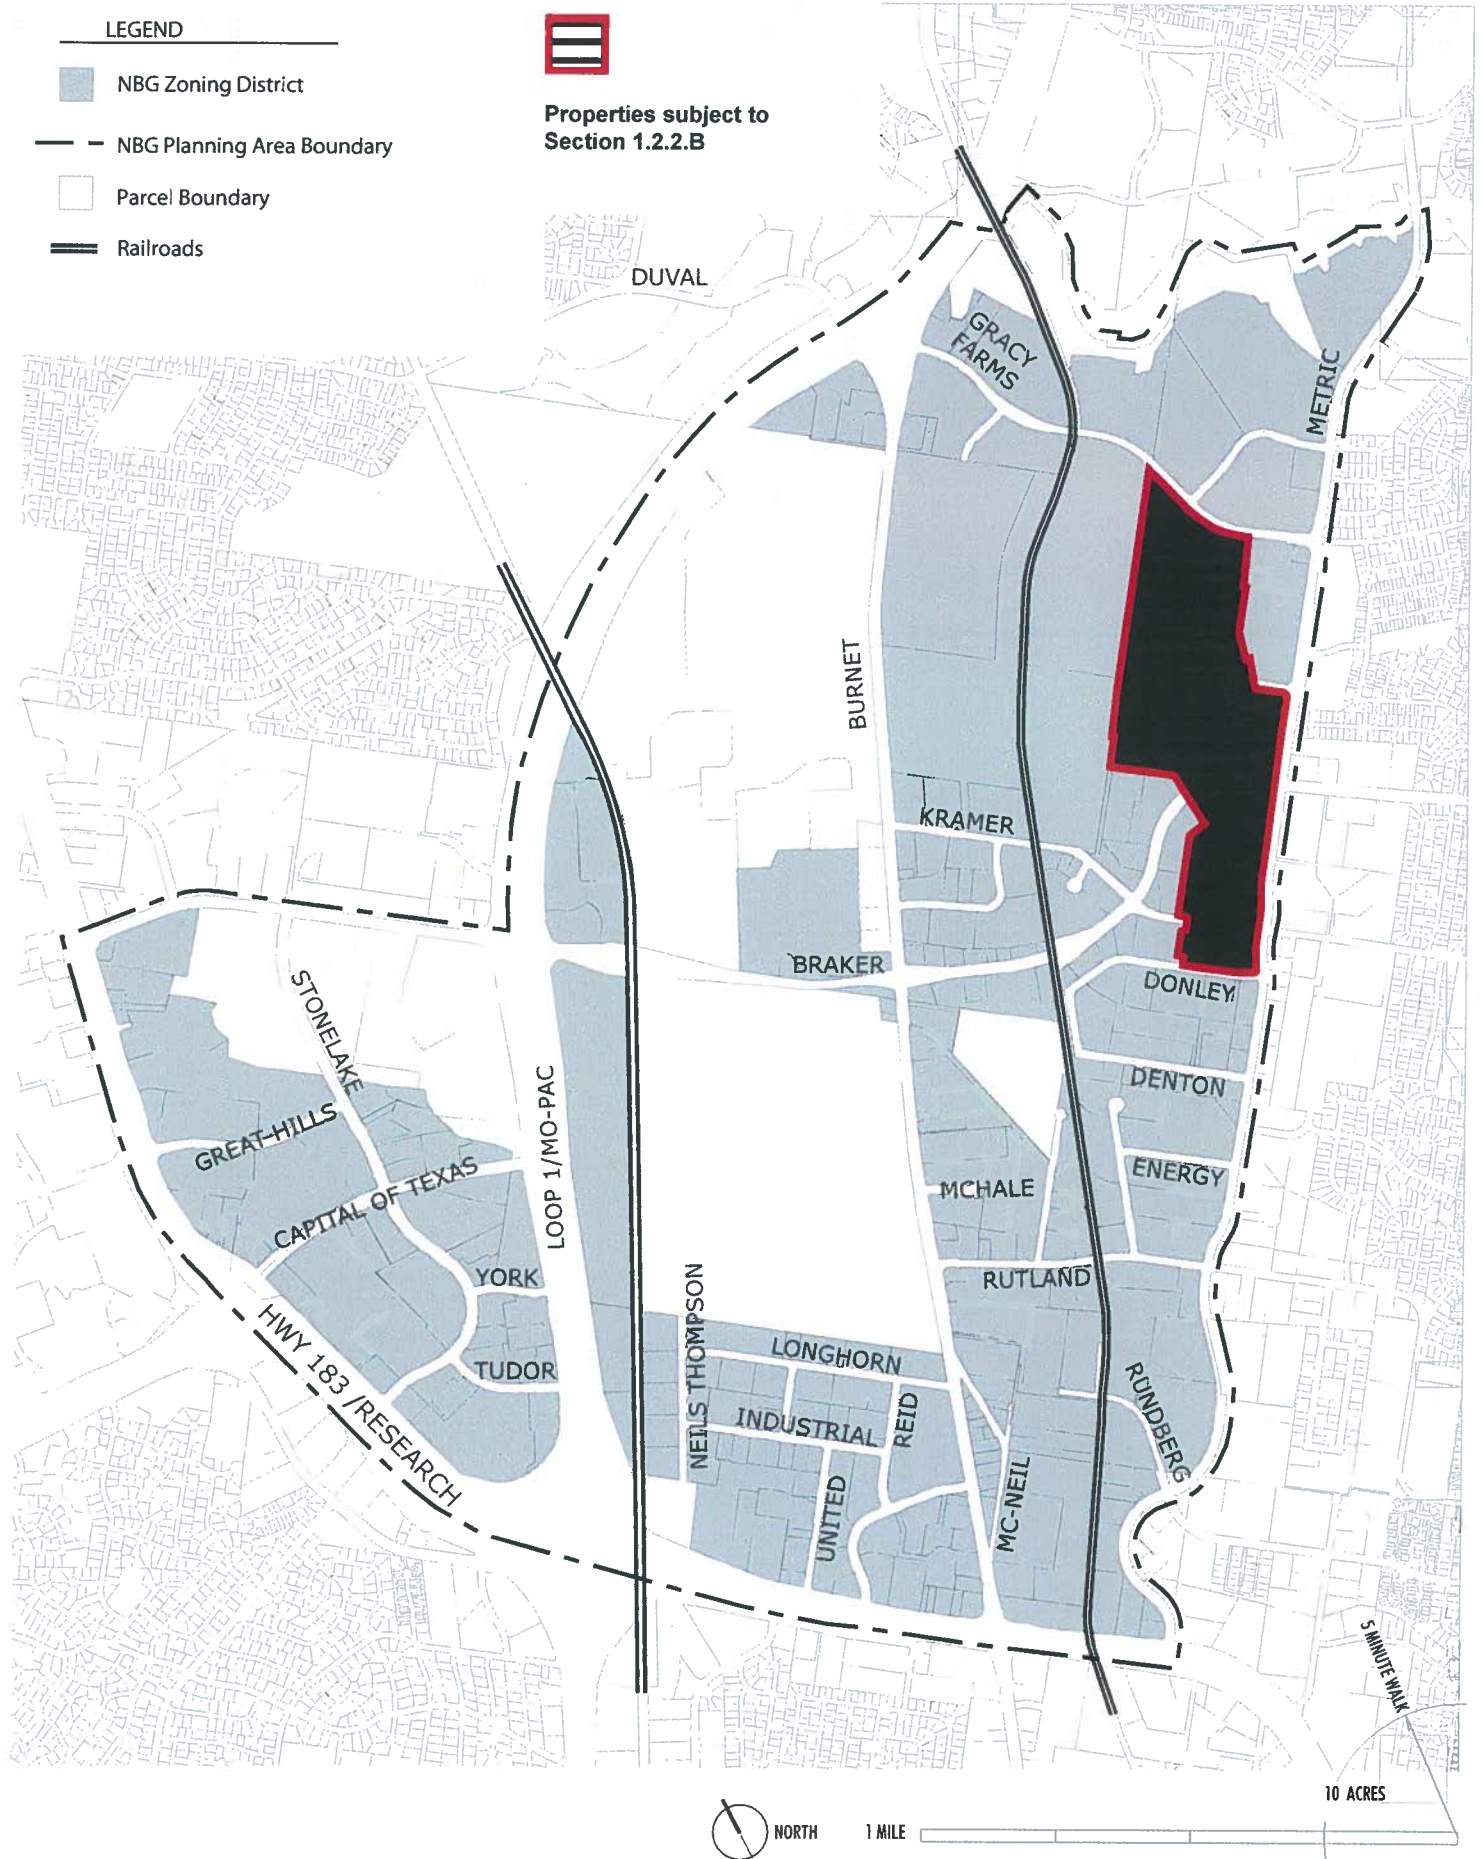 LEGEND
NBG Zoning District
NBG Planning Area Boundary
Parcel Boundary
Railroads
Properties subject to
Section 1.2.2.B
DUVAL
GRACY
FARMS
METRIC
BURNET
KRAMER
BRAKER
DONLEY
STONELAKE
DENTON
GREAT-HILLS
LOOP 1/MO-PAC
ENERGY
CAPITAL OF TEXAS
MCHALE
YORK
RUTLAND
HWY 183 /RESEARCH
NEILS THOMPSON
LONGHORN
TUDOR
REID
RUNDBERG
INDUSTRIAL
UNITED
MC-NEIL
5 MINUTE WALK
10 ACRES
NORTH
1 MILE